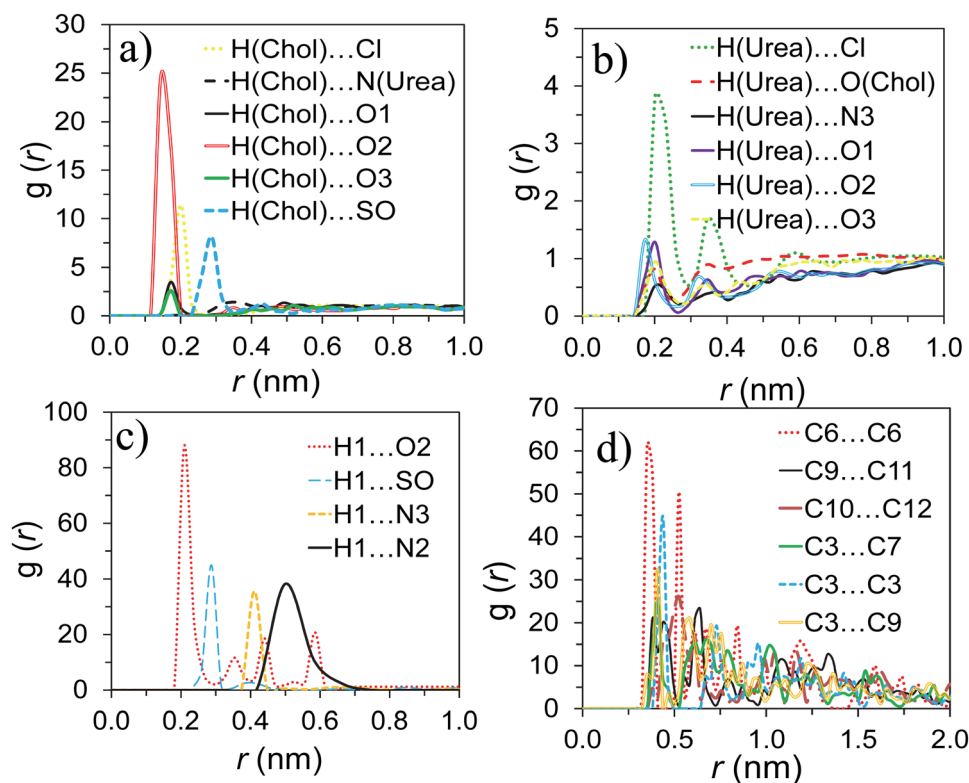 a)
g (r)
30
25
20
15
10
5
0
H(Chol)...Cl
H(Chol)...N(Urea)
H(Chol)...O1
H(Chol)...O2
H(Chol)...O3
H(Chol)...SO
0.0 0.2 0.4 0.6 0.8 1.0
r (nm)
b)
g (r)
5
4
3
2
1
0
H(Urea)...Cl
H(Urea)...O(Chol)
H(Urea)...N3
H(Urea)...O1
H(Urea)...O2
H(Urea)...O3
0.0 0.2 0.4 0.6 0.8 1.0
r (nm)
c)
g (r)
100
80
60
40
20
0
H1...O2
H1...SO
H1...N3
H1...N2
0.0 0.2 0.4 0.6 0.8 1.0
r (nm)
d)
g (r)
70
60
50
40
30
20
10
0
C6...C6
C9...C11
C10...C12
C3...C7
C3...C3
C3...C9
0.0 0.5 1.0 1.5 2.0
r (nm)